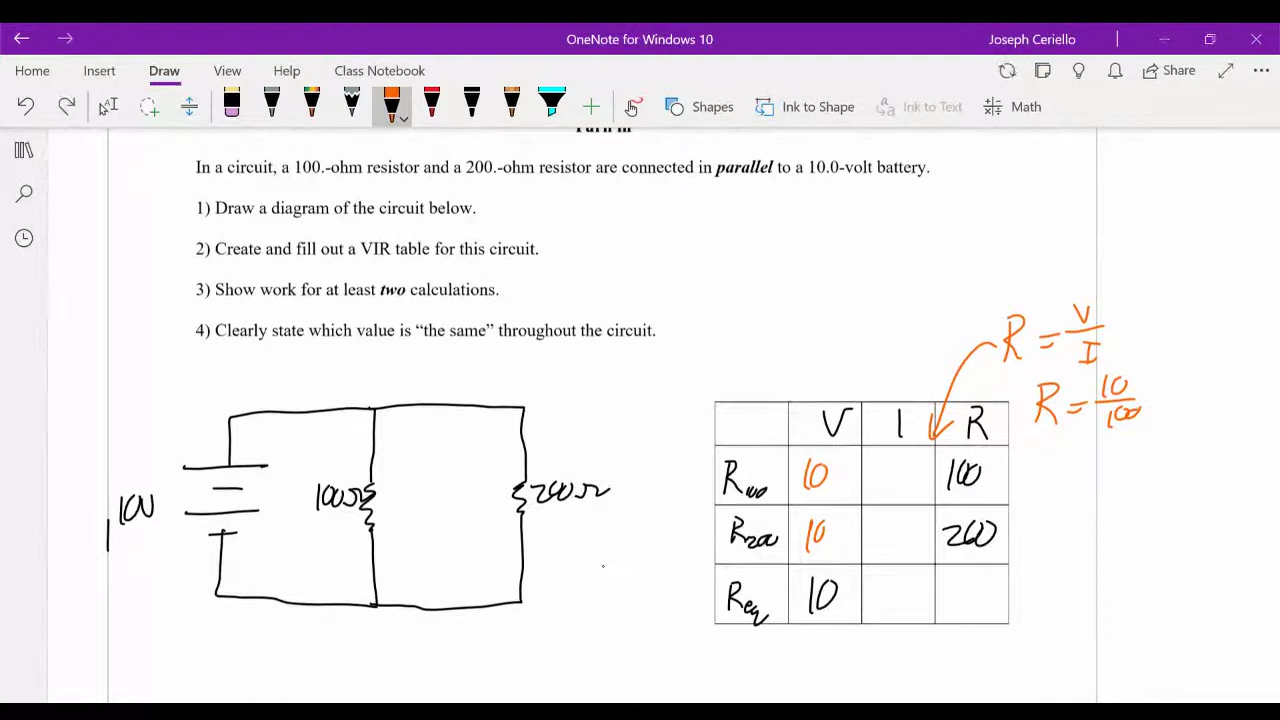 OneNote for Windows 10
Joseph Ceriello
Home Insert Draw View Help Class Notebook
Share
Shapes Ink to Shape Ink to Text Math
Turn in
In a circuit, a 100.-ohm resistor and a 200.-ohm resistor are connected in parallel to a 10.0-volt battery.
1) Draw a diagram of the circuit below.
2) Create and fill out a VIR table for this circuit.
3) Show work for at least two calculations.
4) Clearly state which value is “the same” throughout the circuit.
R = V/I
R = 10/100
V I R
R100 10 100
R200 10 200
Req 10
10V
100Ω
200Ω